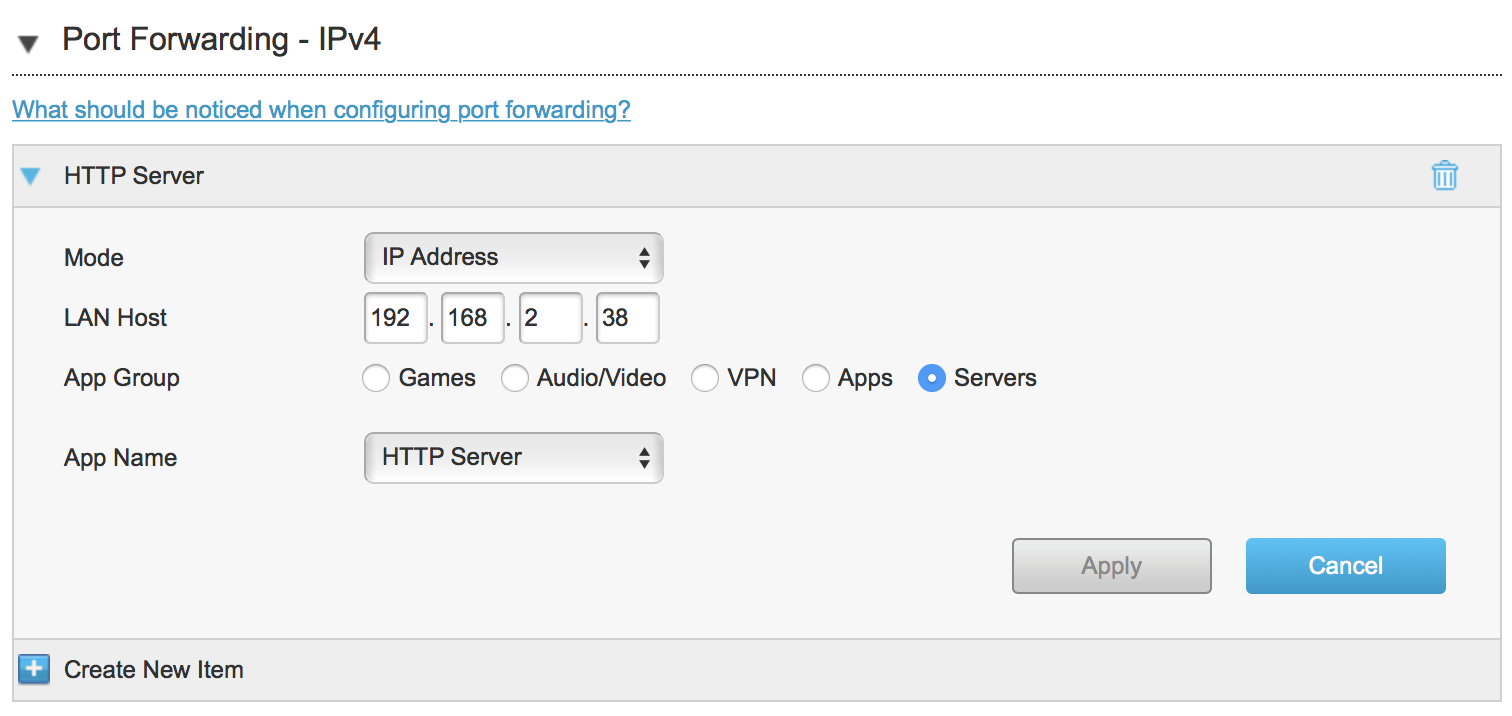 Port Forwarding - IPv4
What should be noticed when configuring port forwarding?
HTTP Server
Mode IP Address
LAN Host 192 . 168 . 2 . 38
App Group Games Audio/Video VPN Apps Servers
App Name HTTP Server
Apply Cancel
Create New Item